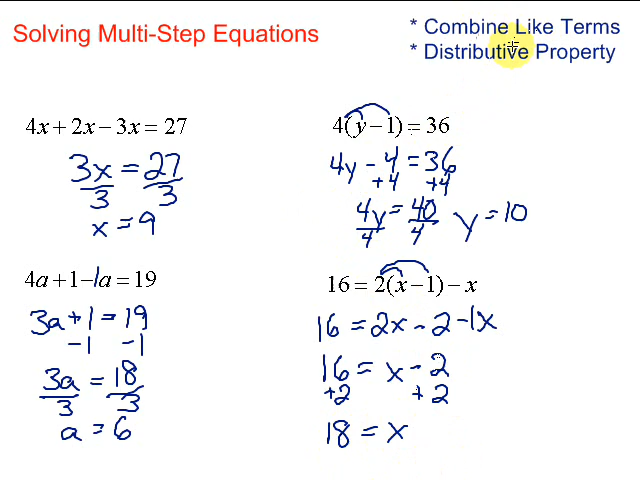 Solving Multi-Step Equations
* Combine Like Terms
* Distributive Property
4x + 2x − 3x = 27
3x = 27
3 3
x = 9
4(y − 1) = 36
4y − 4 = 36
+4 +4
4y = 40 y = 10
4 4
4a + 1 − 1a = 19
3a + 1 = 19
−1 −1
3a = 18
3 3
a = 6
16 = 2(x − 1) − x
16 = 2x − 2 − 1x
16 = x − 2
+2 +2
18 = x